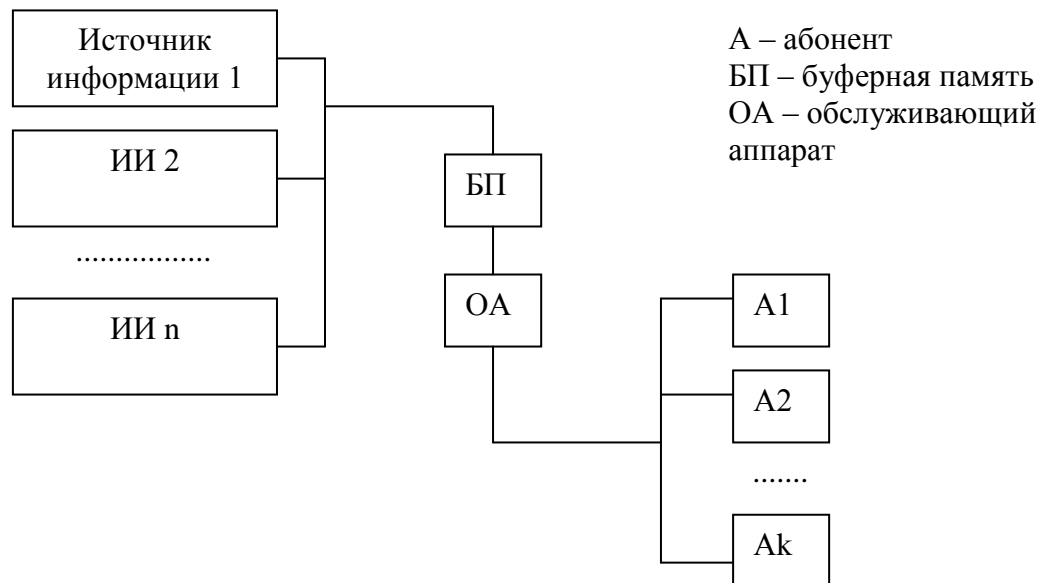 Источник
информации 1
ИИ 2
.................
ИИ n
БП
ОА
А – абонент
БП – буферная память
ОА – обслуживающий
аппарат
А1
А2
.......
Аk